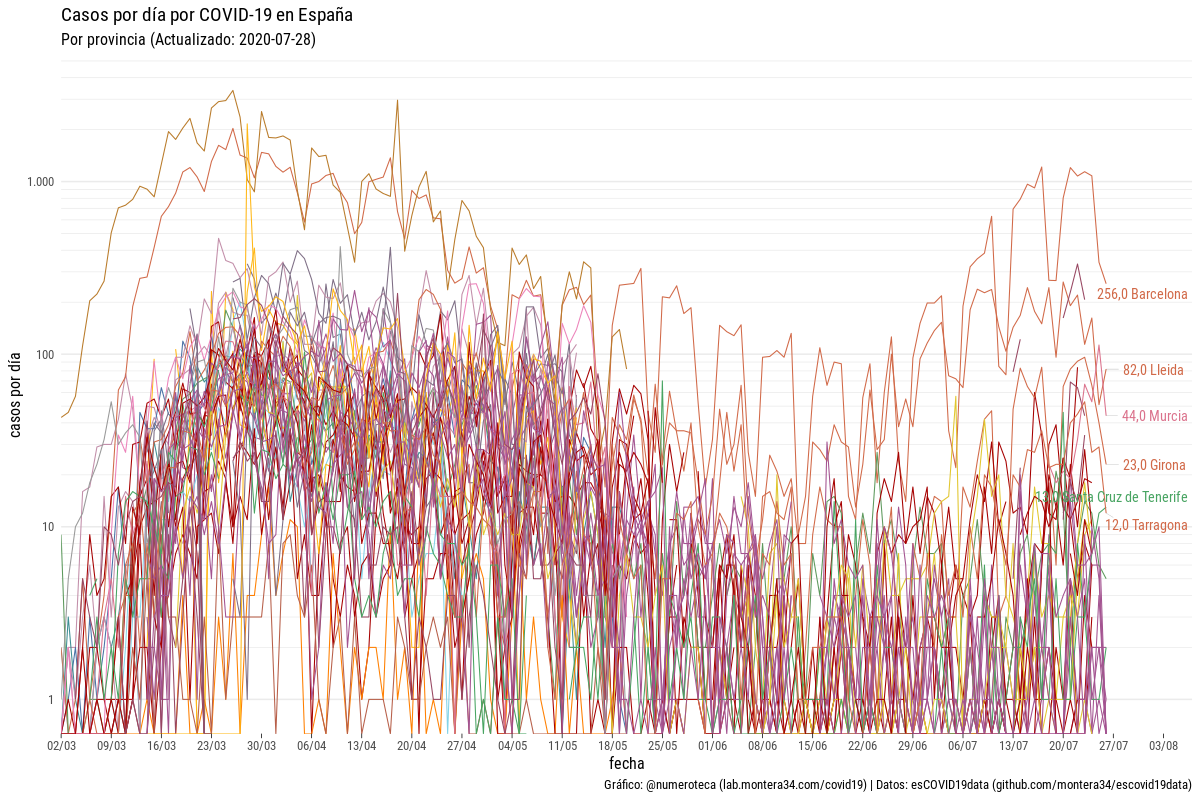 Casos por día por COVID-19 en España
Por provincia (Actualizado: 2020-07-28)
casos por día
1.000
100
10
1
256,0 Barcelona
82,0 Lleida
44,0 Murcia
23,0 Girona
Cruz de Tenerife
12,0 Tarragona
02/03 09/03 16/03 23/03 30/03 06/04 13/04 20/04 27/04 04/05 11/05 18/05 25/05 01/06 08/06 15/06 22/06 29/06 06/07 13/07 20/07 27/07 03/08
fecha
Gráfico: @numeroteca (lab.montera34.com/covid19) | Datos: esCOVID19data (github.com/montera34/escovid19data)